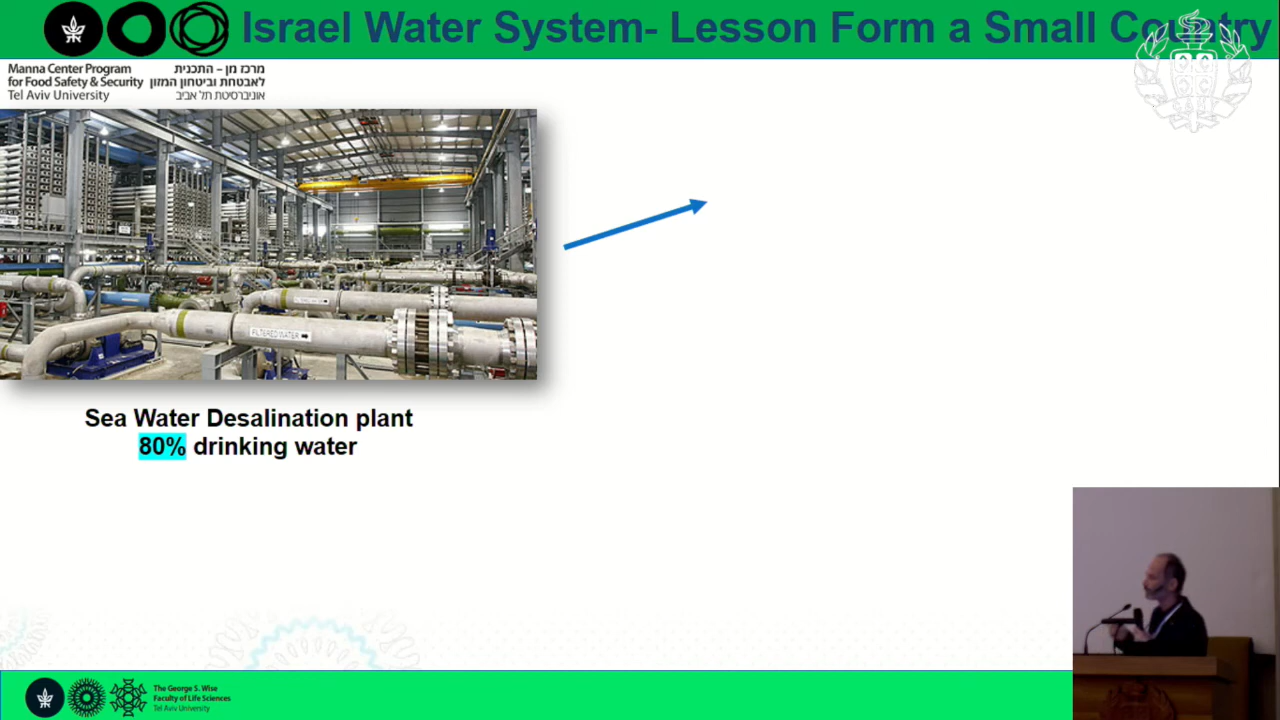 Israel Water System- Lesson Form a Small Country
Manna Center Program
for Food Safety & Security
Tel Aviv University
מרכז מן – התכנית
לאבטחת וביטחון המזון
אוניברסיטת תל אביב
FILTERED WATER
Sea Water Desalination plant
80% drinking water
The George S. Wise
Faculty of Life Sciences
Tel Aviv University